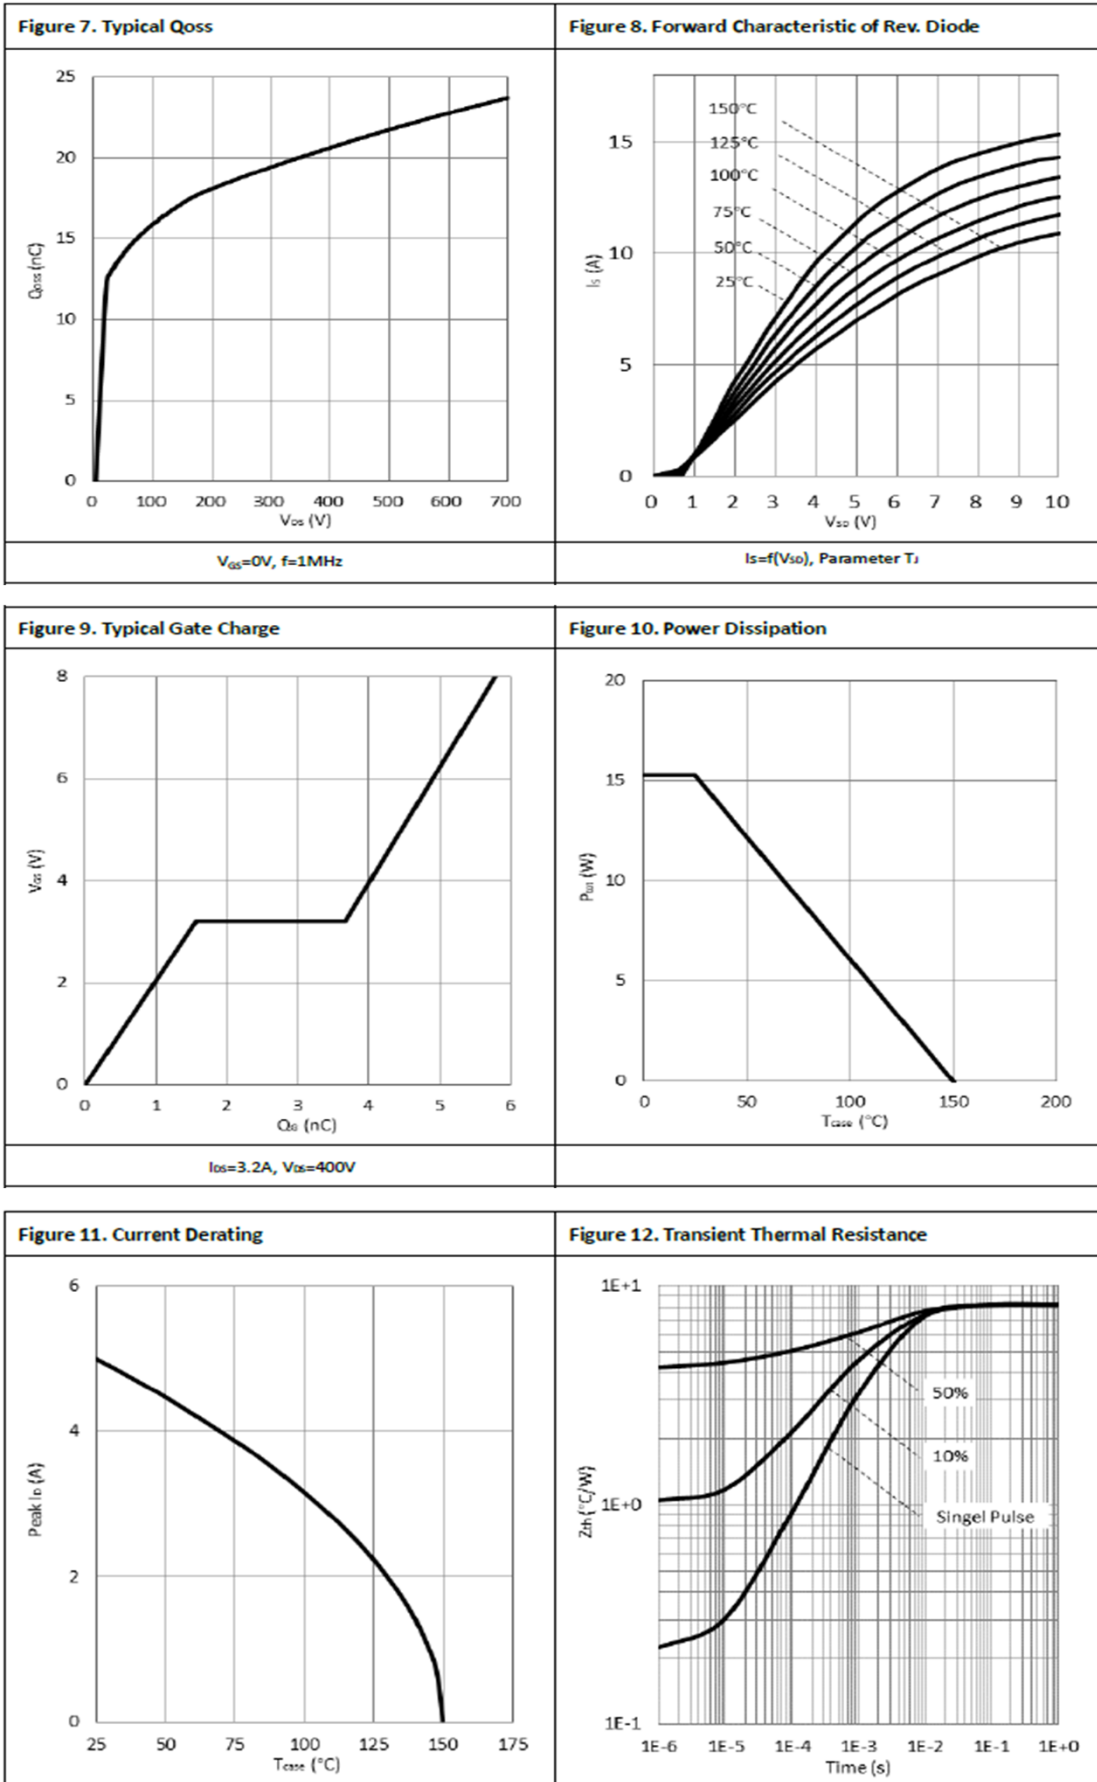 Figure 7. Typical Qoss
25
20
15
10
5
0
Qoss (nC)
0 100 200 300 400 500 600 700
VDS (V)
VGS=0V, f=1MHz
Figure 8. Forward Characteristic of Rev. Diode
150°C
125°C
100°C
75°C
50°C
25°C
15
10
5
0
IS (A)
0 1 2 3 4 5 6 7 8 9 10
VSD (V)
IS=f(VSD), Parameter TJ
Figure 9. Typical Gate Charge
8
6
4
2
0
VGS (V)
0 1 2 3 4 5 6
QG (nC)
IDS=3.2A, VDS=400V
Figure 10. Power Dissipation
20
15
10
5
0
Ptot (W)
0 50 100 150 200
Tcase (°C)
Figure 11. Current Derating
6
4
2
0
Peak ID (A)
25 50 75 100 125 150 175
Tcase (°C)
Figure 12. Transient Thermal Resistance
1E+1
1E+0
1E-1
Zth (°C/W)
50%
10%
Singel Pulse
1E-6 1E-5 1E-4 1E-3 1E-2 1E-1 1E+0
Time (s)